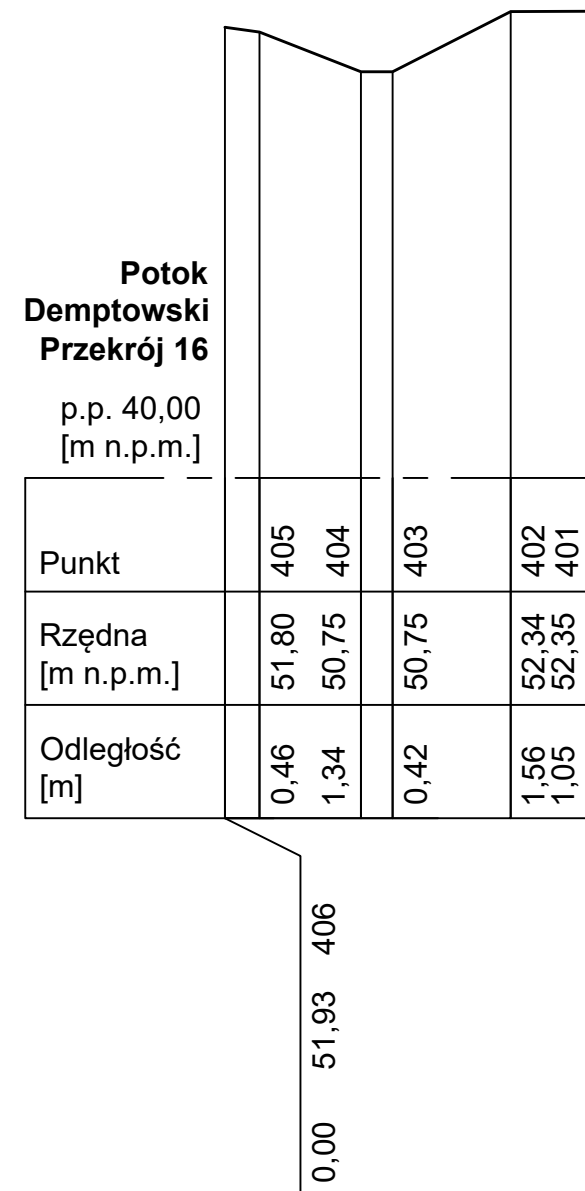 Potok
Demptowski
Przekrój 16
p.p. 40,00
[m n.p.m.]
Punkt
405
404
403
402
401
Rzędna
[m n.p.m.]
51,80
50,75
50,75
52,34
52,35
Odległość
[m]
0,46
1,34
0,42
1,56
1,05
0,00 51,93 406